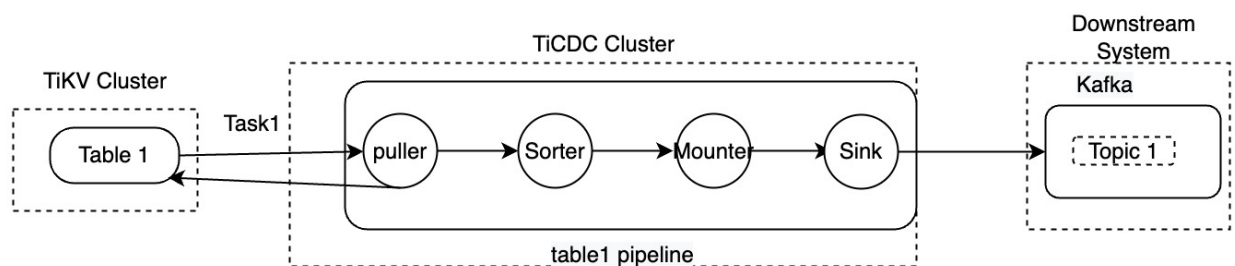 Downstream
System
TiCDC Cluster
TiKV Cluster
Kafka
Task1
Table 1
puller
Sorter
Mounter
Sink
Topic 1
table1 pipeline